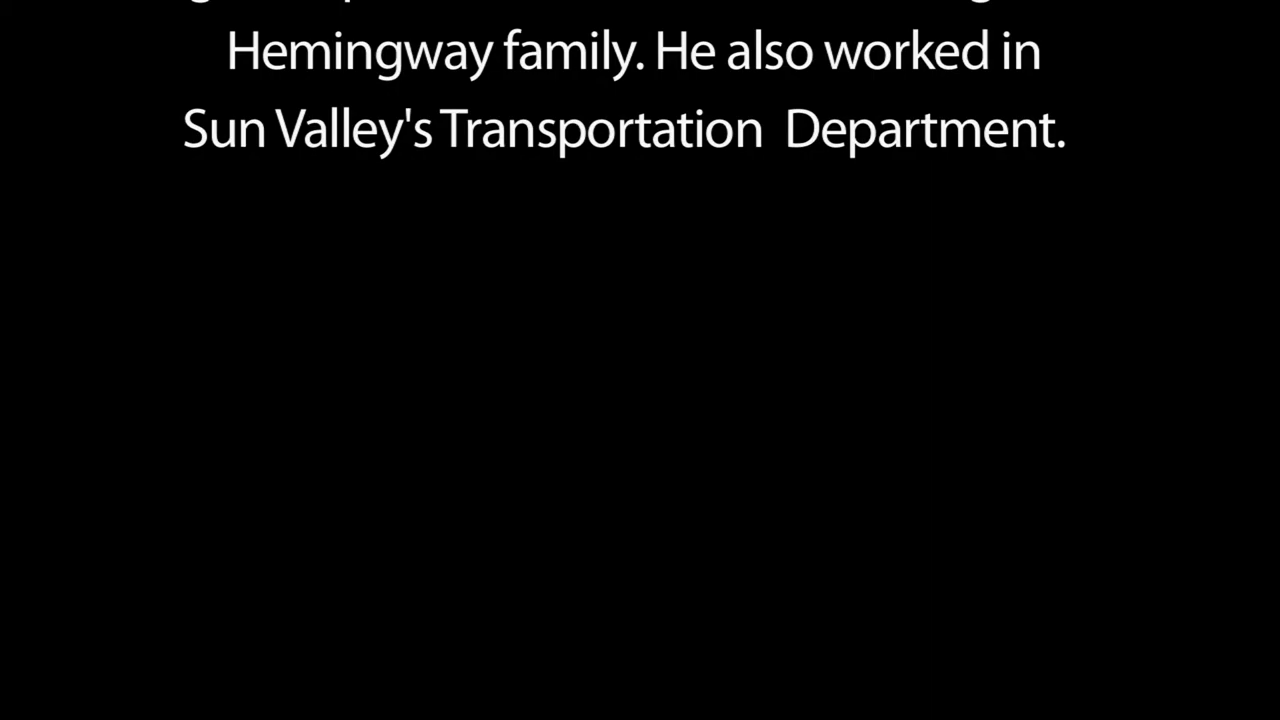 Hemingway family. He also worked in
Sun Valley's Transportation  Department.